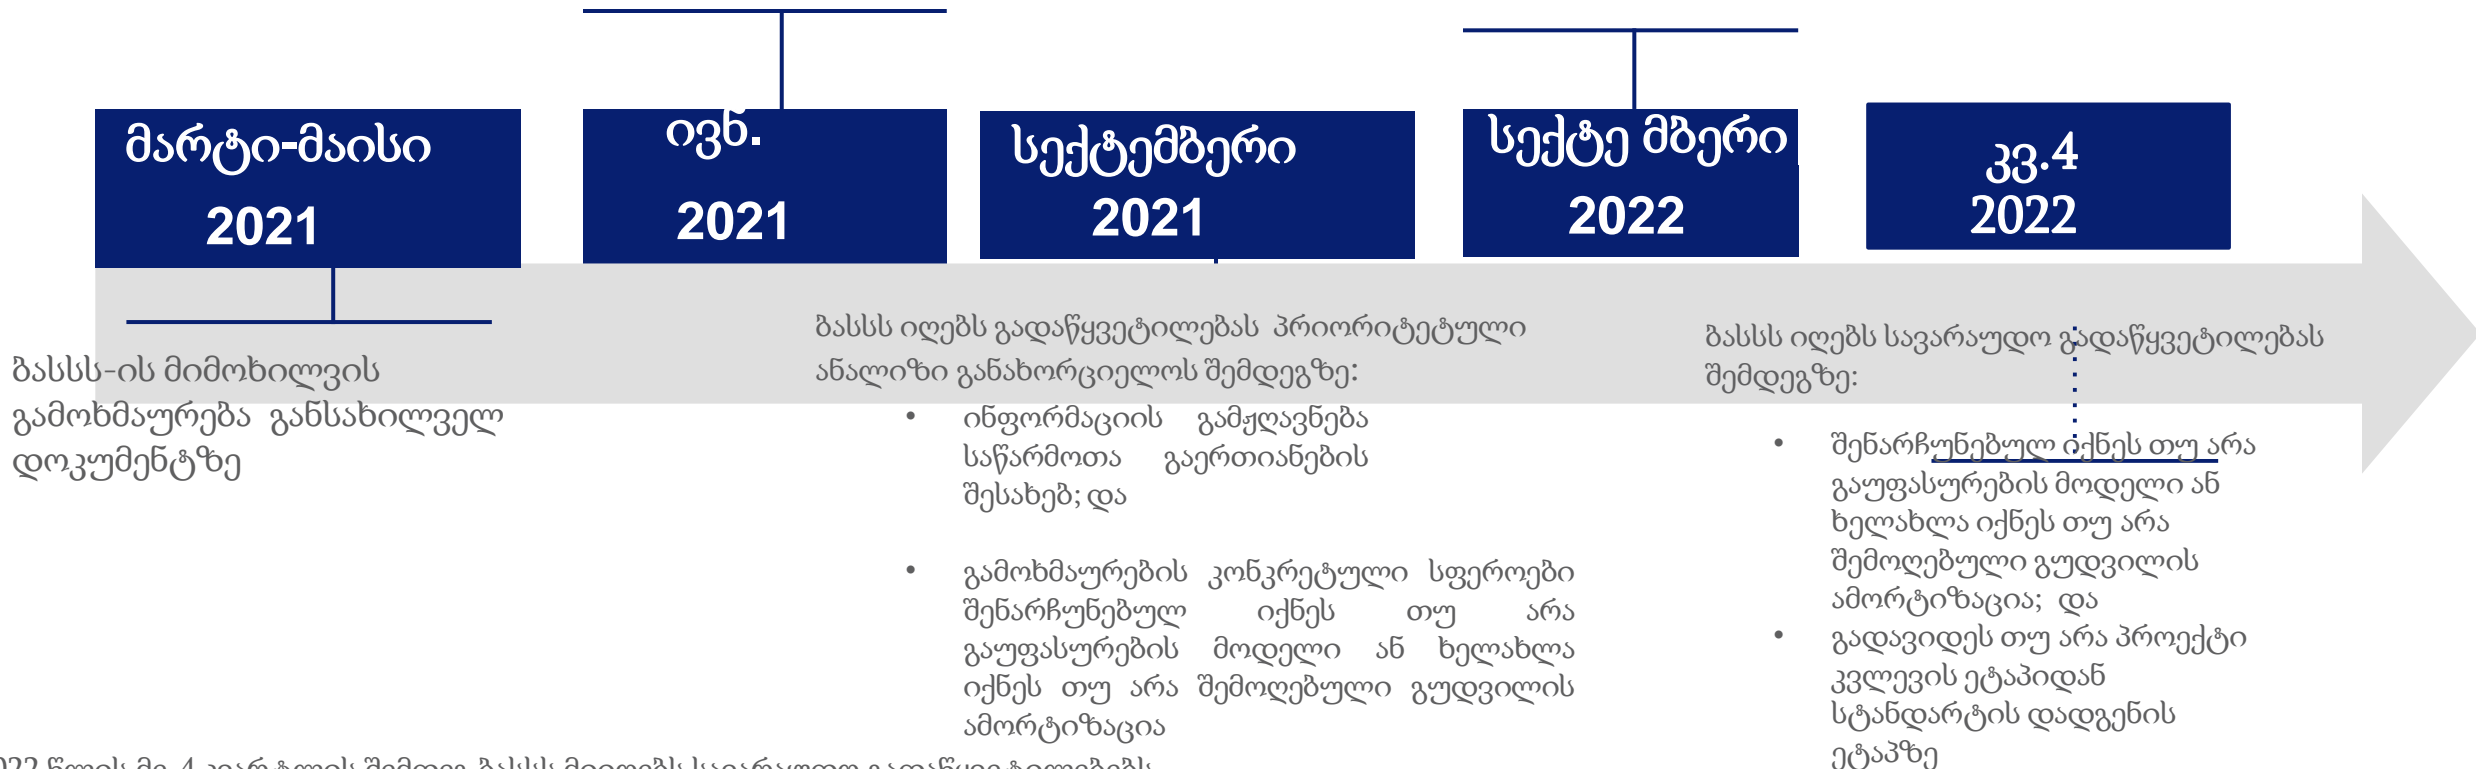 მარტი-მაისი
2021
ივნ.
2021
სექტემბერი
2021
სექტე მბერი
2022
კვ.4
2022
ბასსს-ის მიმოხილვის
გამოხმაურება განსახილველ
დოკუმენტზე
ბასსს იღებს გადაწყვეტილებას პრიორიტეტული
ანალიზი განახორციელოს შემდეგზე:
• ინფორმაციის გამჟღავნება
საწარმოთა გაერთიანების
შესახებ; და
• გამოხმაურების კონკრეტული სფეროები
შენარჩუნებულ იქნეს თუ არა
გაუფასურების მოდელი ან ხელახლა
იქნეს თუ არა შემოღებული გუდვილის
ამორტიზაცია
ბასსს იღებს სავარაუდო გადაწყვეტილებას
შემდეგზე:
• შენარჩუნებულ იქნეს თუ არა
გაუფასურების მოდელი ან
ხელახლა იქნეს თუ არა
შემოღებული გუდვილის
ამორტიზაცია; და
• გადავიდეს თუ არა პროექტი
კვლევის ეტაპიდან
სტანდარტის დადგენის
ეტაპზე